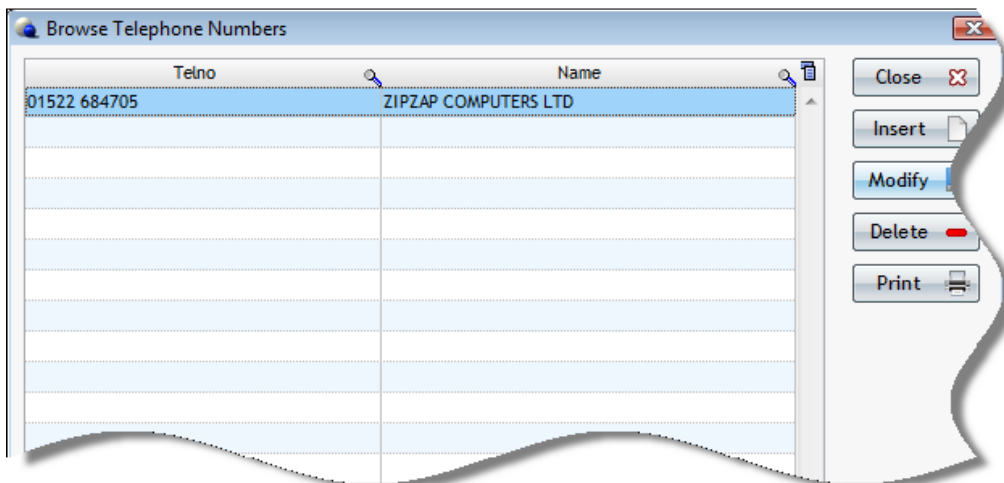 Browse Telephone Numbers
Telno Name
01522 684705 ZIPZAP COMPUTERS LTD
Close
Insert
Modify
Delete
Print